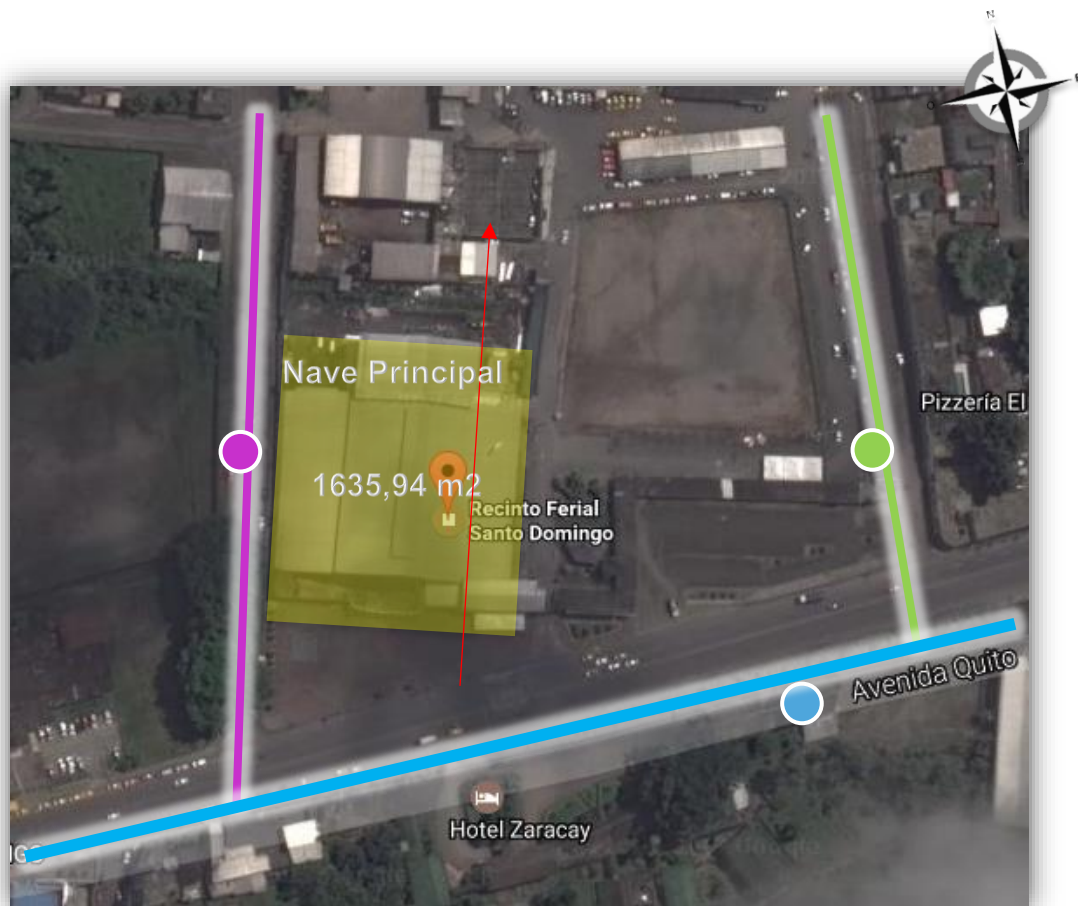 N
Nave Principal
Pizzería El
1635,94 m2
Recinto Ferial
Santo Domingo
Avenida Quito
Hotel Zaracay